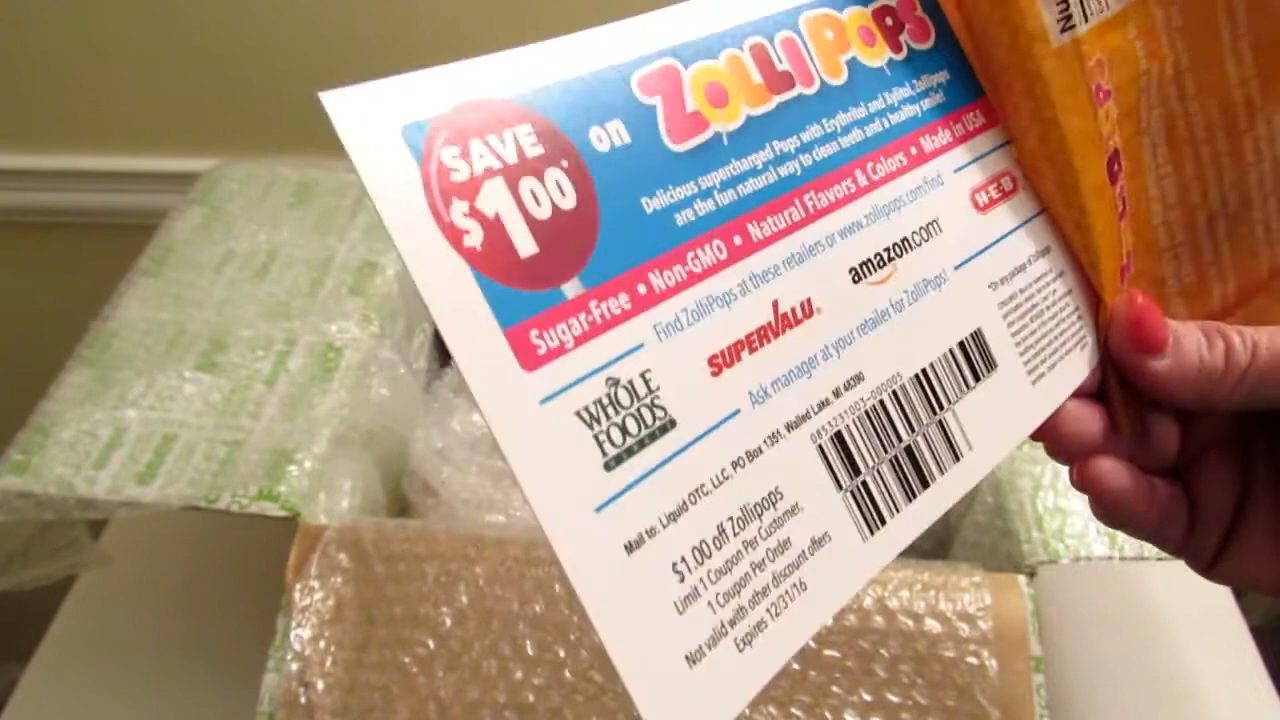 SAVE
$1.00*
on
ZOLLIPOPS
Delicious supercharged Pops with Erythritol and Xylitol, Zollipops
are the fun natural way to clean teeth and a healthy smile!
Sugar-Free • Non-GMO • Natural Flavors & Colors • Made in USA
Find ZolliPops at these retailers or www.zollipops.com/find
WHOLE
FOODS
MARKET
SUPERVALU
amazon.com
H-E-B
Ask manager at your retailer for ZolliPops!
Mail to: Liquid OTC, LLC, PO Box 1351, Walled Lake, MI 48390
0853231003-000005
$1.00 off Zollipops
Limit 1 Coupon Per Customer,
1 Coupon Per Order
Not valid with other discount offers
Expires 12/31/16
*On any package of Zollipops
Nu